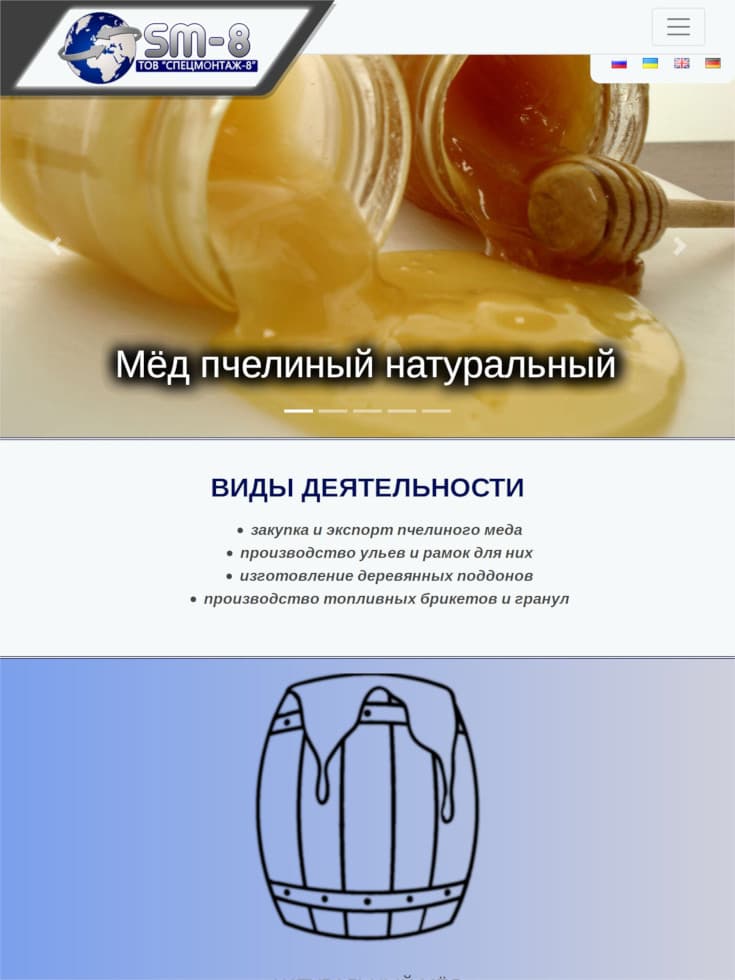 SM-8
ТОВ "СПЕЦМОНТАЖ-8"
Мёд пчелиный натуральный
ВИДЫ ДЕЯТЕЛЬНОСТИ
• закупка и экспорт пчелиного меда
• производство ульев и рамок для них
• изготовление деревянных поддонов
• производство топливных брикетов и гранул